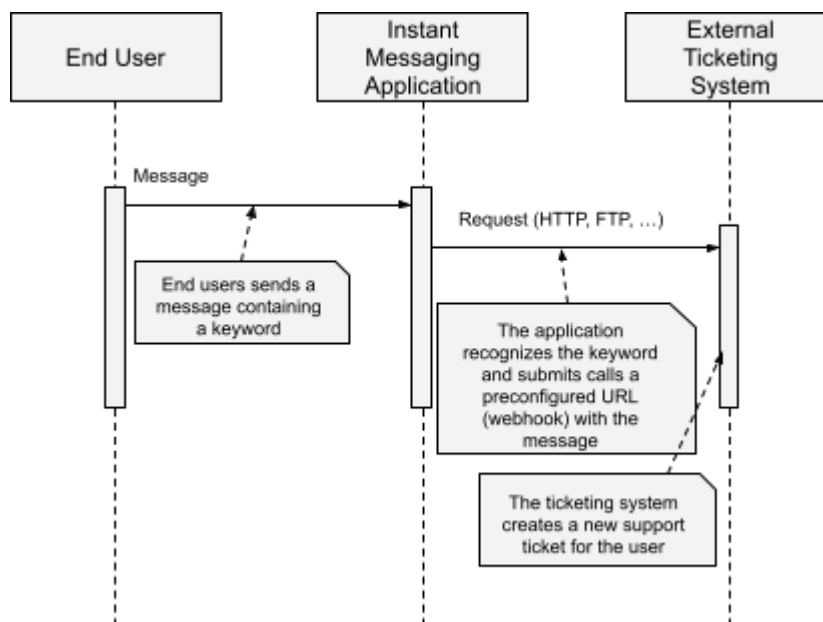 End User
Instant
Messaging
Application
External
Ticketing
System
Message
Request (HTTP, FTP, …)
End users sends a
message containing
a keyword
The application
recognizes the keyword
and submits calls a
preconfigured URL
(webhook) with the
message
The ticketing system
creates a new support
ticket for the user